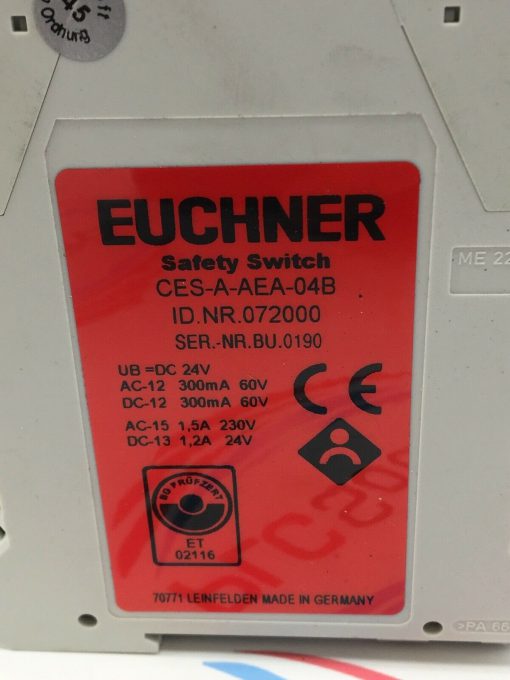 45
Ordnung
EUCHNER
Safety Switch
CES-A-AEA-04B
ID.NR.072000
SER.-NR.BU.0190
UB =DC 24V
AC-12 300mA 60V
DC-12 300mA 60V
AC-15 1,5A 230V
DC-13 1,2A 24V
CE
BG PRÜFZERT
ET
02116
70771 LEINFELDEN MADE IN GERMANY
ME 22
>PA 66